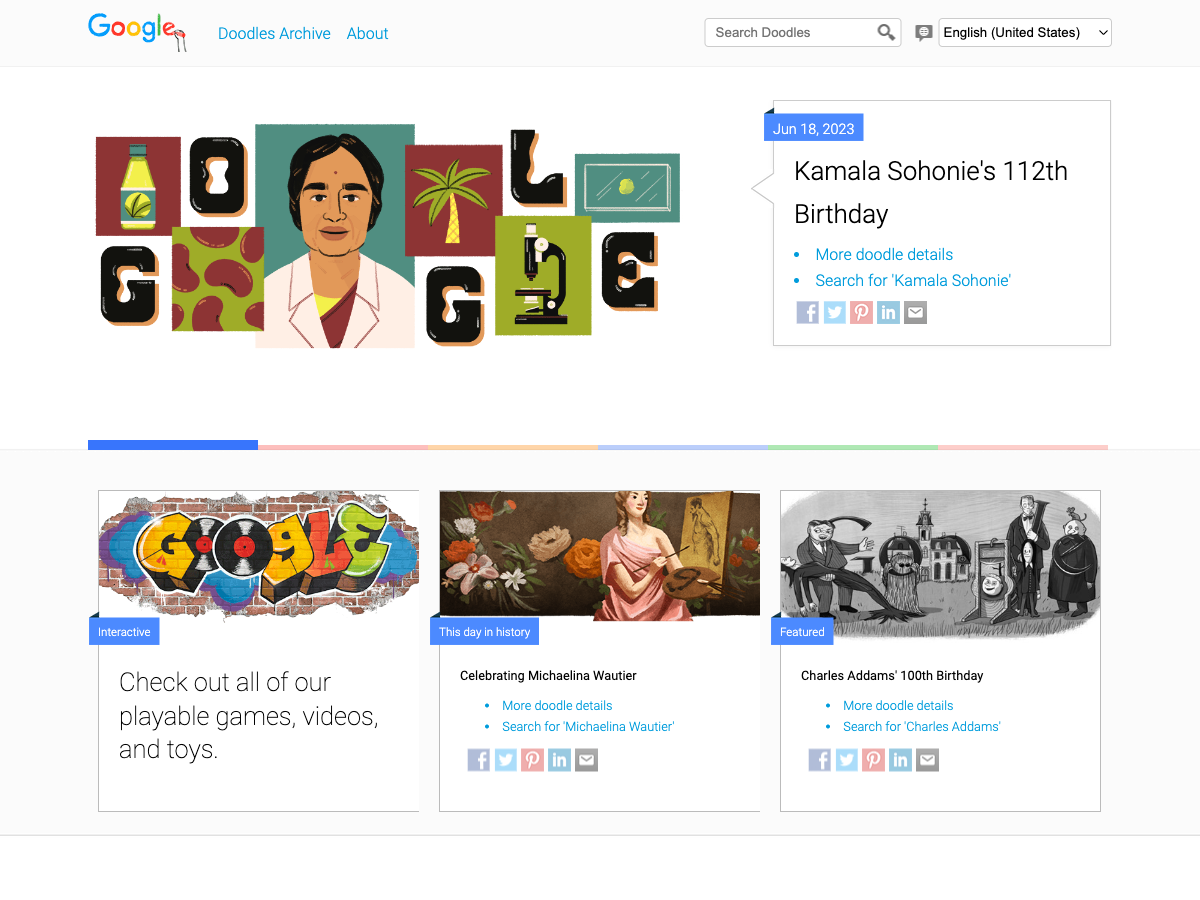 Google
Doodles Archive
About
Search Doodles
English (United States)
GOOGLE
Jun 18, 2023
Kamala Sohonie's 112th
Birthday
More doodle details
Search for 'Kamala Sohonie'
GOOGLE
Interactive
Check out all of our
playable games, videos,
and toys.
This day in history
Celebrating Michaelina Wautier
More doodle details
Search for 'Michaelina Wautier'
Featured
Charles Addams' 100th Birthday
More doodle details
Search for 'Charles Addams'